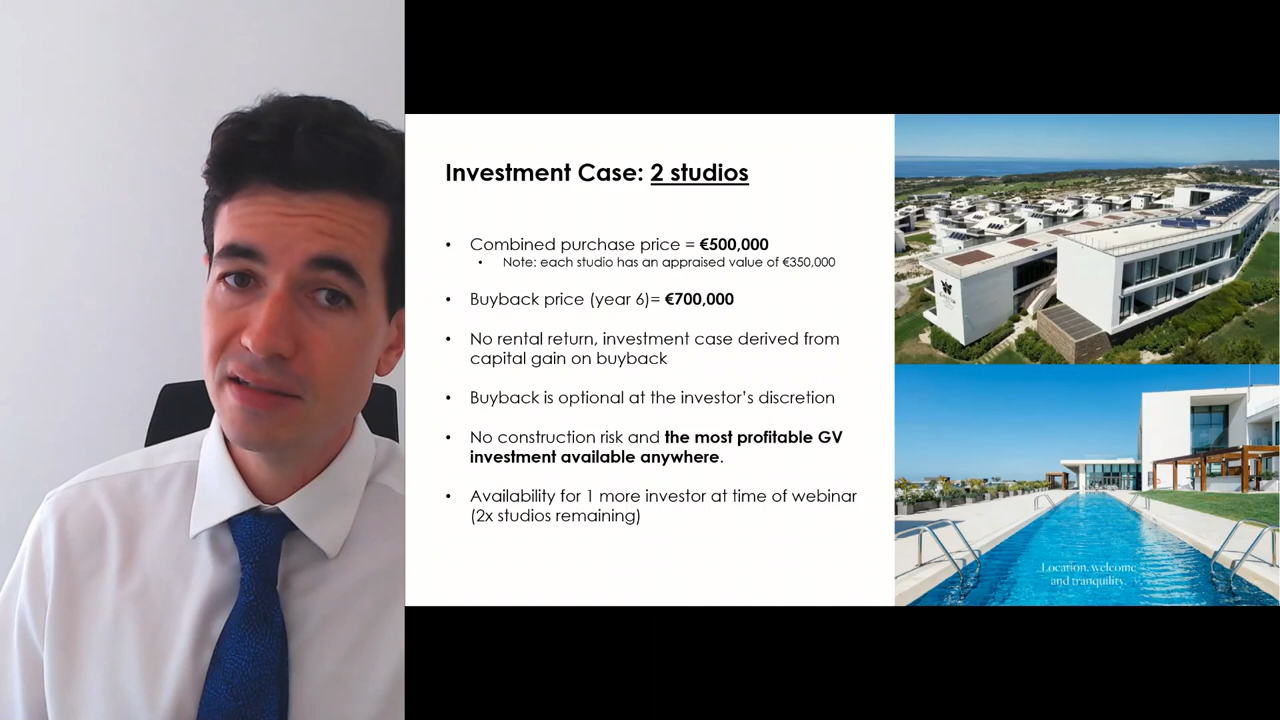 Investment Case: 2 studios
• Combined purchase price = €500,000
• Note: each studio has an appraised value of €350,000
• Buyback price (year 6)= €700,000
• No rental return, investment case derived from
capital gain on buyback
• Buyback is optional at the investor’s discretion
• No construction risk and the most profitable GV
investment available anywhere.
• Availability for 1 more investor at time of webinar
(2x studios remaining)
Location, welcome
and tranquility.